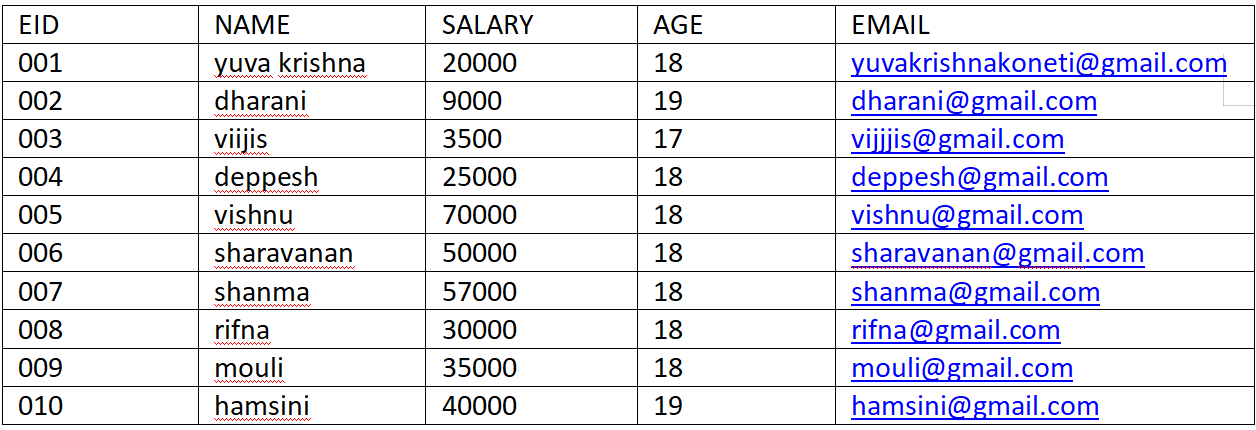 EID NAME SALARY AGE EMAIL
001 yuva krishna 20000 18 yuvakrishnakoneti@gmail.com
002 dharani 9000 19 dharani@gmail.com
003 viijis 3500 17 vijjjis@gmail.com
004 deppesh 25000 18 deppesh@gmail.com
005 vishnu 70000 18 vishnu@gmail.com
006 sharavanan 50000 18 sharavanan@gmail.com
007 shanma 57000 18 shanma@gmail.com
008 rifna 30000 18 rifna@gmail.com
009 mouli 35000 18 mouli@gmail.com
010 hamsini 40000 19 hamsini@gmail.com